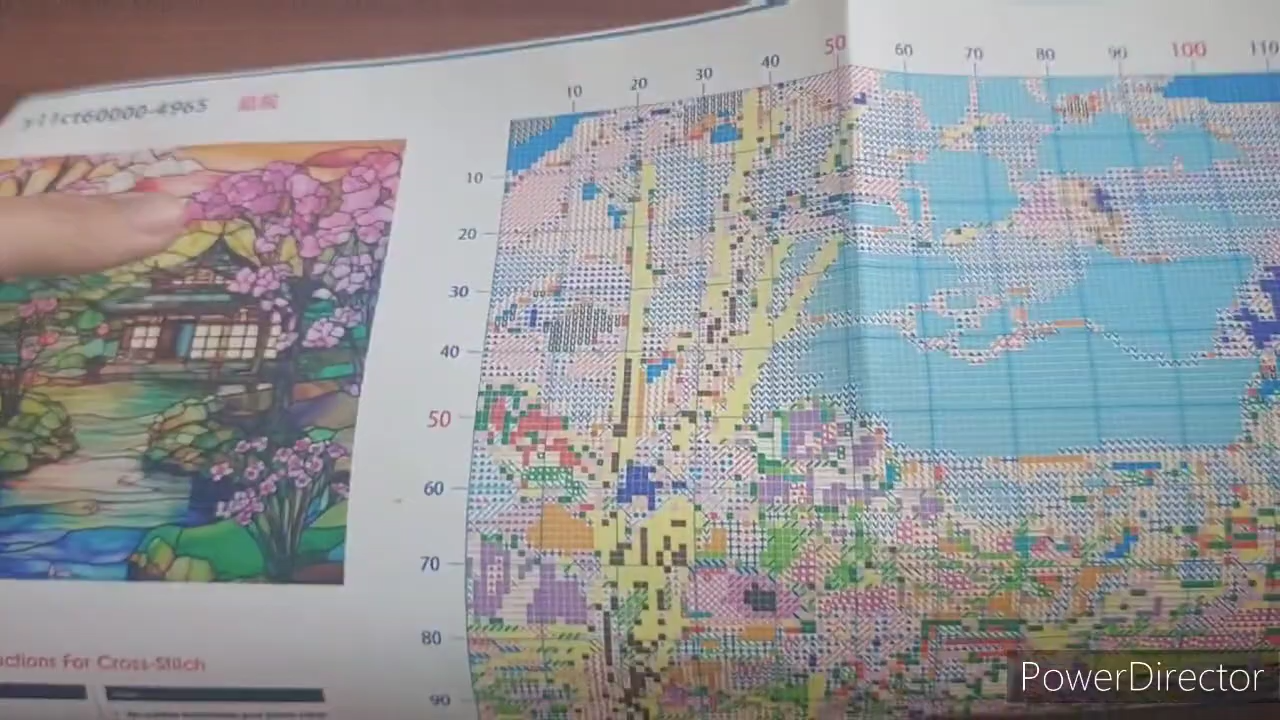 y11ct60000-4965
10 20 30 40 50 60 70 80 90 100 110
10
20
30
40
50
60
70
80
90
uctions For Cross-Stitch
PowerDirector